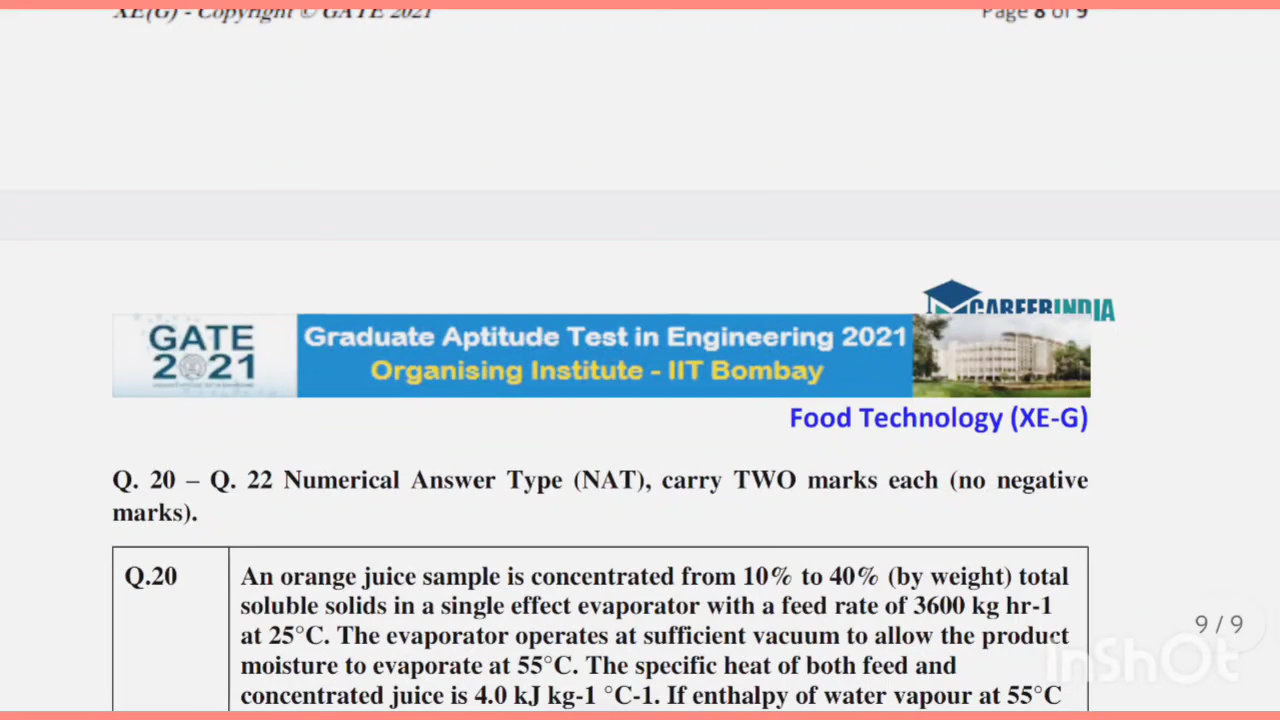 XE(G) - Copyright © GATE 2021
Page 8 of 9
CAREERINDIA
GATE
2021
Graduate Aptitude Test in Engineering 2021
Organising Institute - IIT Bombay
Food Technology (XE-G)
Q. 20 – Q. 22 Numerical Answer Type (NAT), carry TWO marks each (no negative
marks).
Q.20
An orange juice sample is concentrated from 10% to 40% (by weight) total
soluble solids in a single effect evaporator with a feed rate of 3600 kg hr-1
at 25°C. The evaporator operates at sufficient vacuum to allow the product
moisture to evaporate at 55°C. The specific heat of both feed and
concentrated juice is 4.0 kJ kg-1 °C-1. If enthalpy of water vapour at 55°C
9 / 9
InShOt